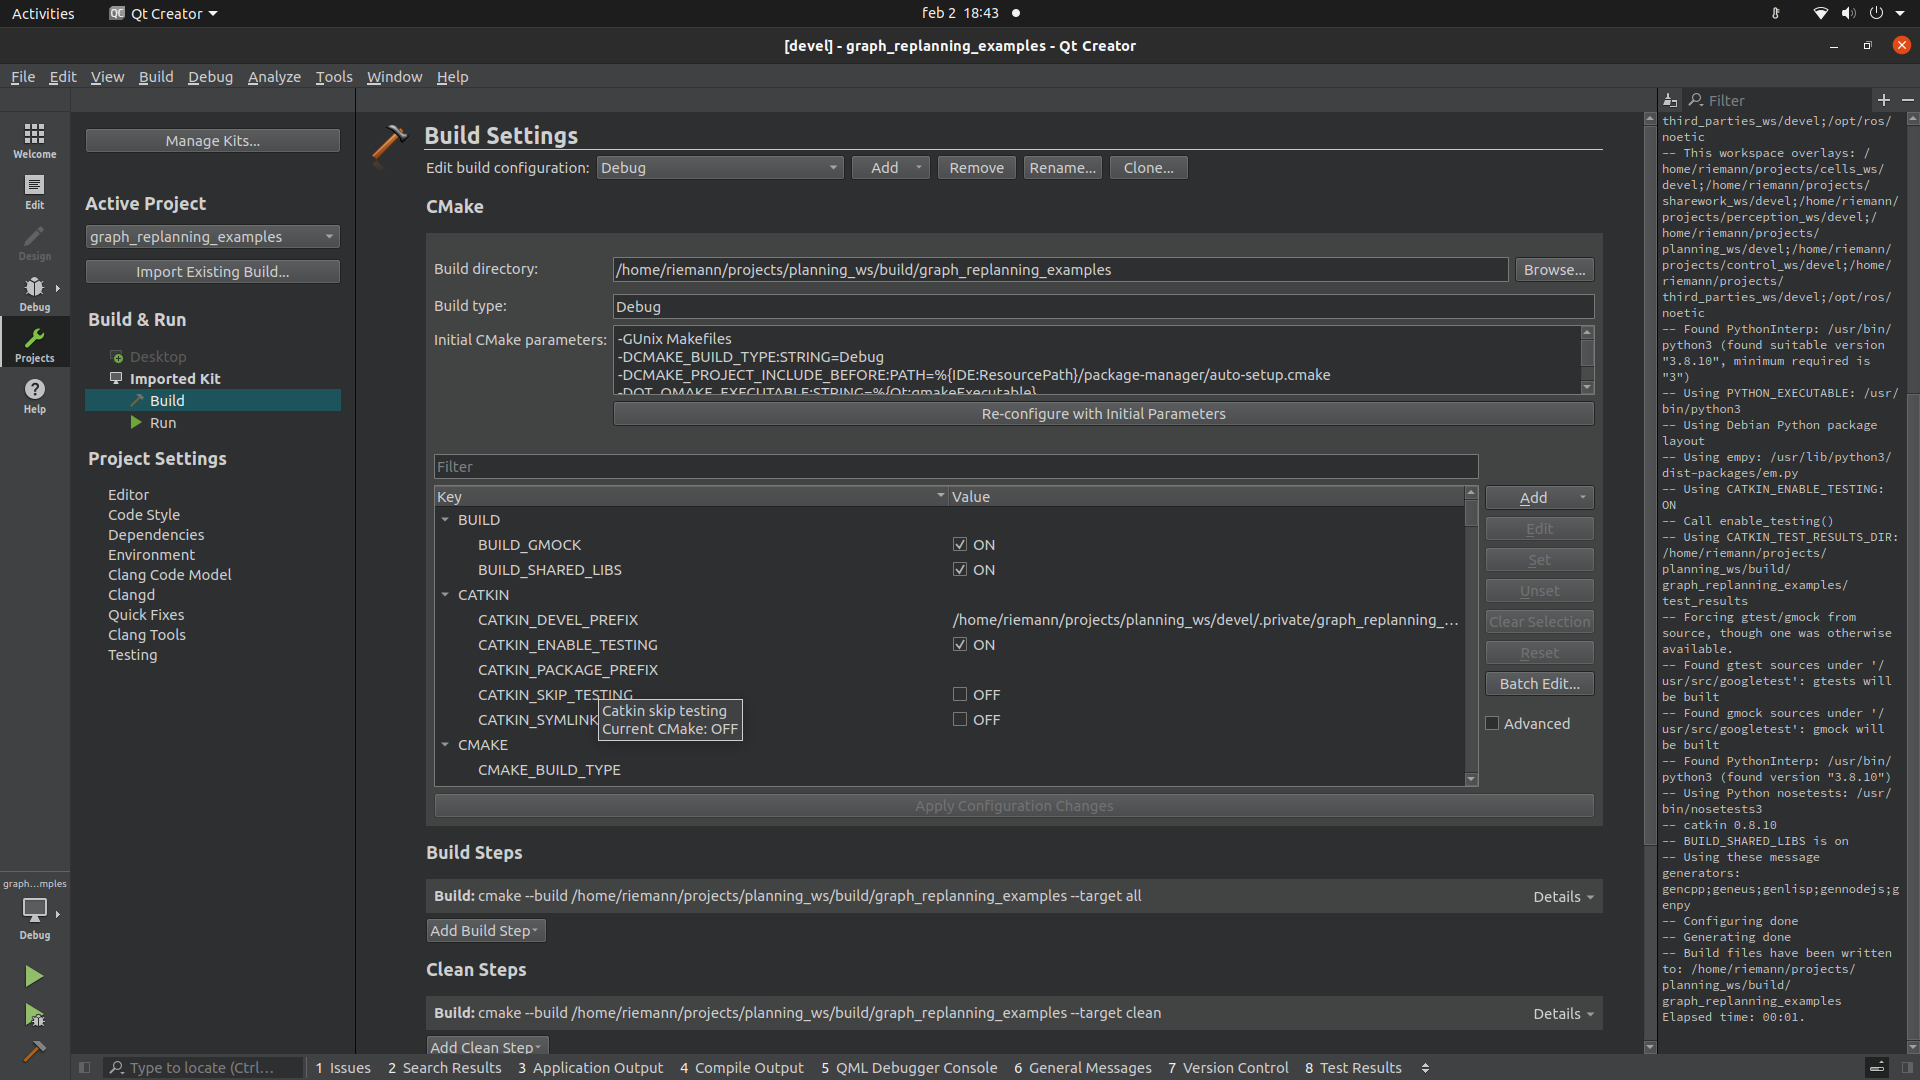 Activities
Qt Creator
feb 2 18:43
[devel] - graph_replanning_examples - Qt Creator
File Edit View Build Debug Analyze Tools Window Help
Welcome
Edit
Design
Debug
Projects
Help
graph...mples
Debug
Manage Kits...
Active Project
graph_replanning_examples
Import Existing Build...
Build & Run
Desktop
Imported Kit
Build
Run
Project Settings
Editor
Code Style
Dependencies
Environment
Clang Code Model
Clangd
Quick Fixes
Clang Tools
Testing
Build Settings
Edit build configuration: Debug Add Remove Rename... Clone...
CMake
Build directory: /home/riemann/projects/planning_ws/build/graph_replanning_examples Browse...
Build type: Debug
Initial CMake parameters: -GUnix Makefiles
-DCMAKE_BUILD_TYPE:STRING=Debug
-DCMAKE_PROJECT_INCLUDE_BEFORE:PATH=%{IDE:ResourcePath}/package-manager/auto-setup.cmake
-DQT_QMAKE_EXECUTABLE:STRING=%{Qt:qmakeExecutable}
Re-configure with Initial Parameters
Filter
Key Value
BUILD
BUILD_GMOCK ON
BUILD_SHARED_LIBS ON
CATKIN
CATKIN_DEVEL_PREFIX /home/riemann/projects/planning_ws/devel/.private/graph_replanning_...
CATKIN_ENABLE_TESTING ON
CATKIN_PACKAGE_PREFIX
CATKIN_SKIP_TESTING OFF
CATKIN_SYMLINK OFF
Catkin skip testing
Current CMake: OFF
CMAKE
CMAKE_BUILD_TYPE
Add
Edit
Set
Unset
Clear Selection
Reset
Batch Edit...
Advanced
Apply Configuration Changes
Build Steps
Build: cmake --build /home/riemann/projects/planning_ws/build/graph_replanning_examples --target all Details
Add Build Step
Clean Steps
Build: cmake --build /home/riemann/projects/planning_ws/build/graph_replanning_examples --target clean Details
Add Clean Step
Filter
third_parties_ws/devel;/opt/ros/
noetic
-- This workspace overlays: /
home/riemann/projects/cells_ws/
devel;/home/riemann/projects/
sharework_ws/devel;/home/riemann/
projects/perception_ws/devel;/
home/riemann/projects/
planning_ws/devel;/home/riemann/
projects/control_ws/devel;/home/
riemann/projects/
third_parties_ws/devel;/opt/ros/
noetic
-- Found PythonInterp: /usr/bin/
python3 (found suitable version
"3.8.10", minimum required is
"3")
-- Using PYTHON_EXECUTABLE: /usr/
bin/python3
-- Using Debian Python package
layout
-- Using empy: /usr/lib/python3/
dist-packages/em.py
-- Using CATKIN_ENABLE_TESTING:
ON
-- Call enable_testing()
-- Using CATKIN_TEST_RESULTS_DIR:
/home/riemann/projects/
planning_ws/build/
graph_replanning_examples/
test_results
-- Forcing gtest/gmock from
source, though one was otherwise
available.
-- Found gtest sources under '/
usr/src/googletest': gtests will
be built
-- Found gmock sources under '/
usr/src/googletest': gmock will
be built
-- Found PythonInterp: /usr/bin/
python3 (found version "3.8.10")
-- Using Python nosetests: /usr/
bin/nosetests3
-- catkin 0.8.10
-- BUILD_SHARED_LIBS is on
-- Using these message
generators:
gencpp;geneus;genlisp;gennodejs;g
enpy
-- Configuring done
-- Generating done
-- Build files have been written
to: /home/riemann/projects/
planning_ws/build/
graph_replanning_examples
Elapsed time: 00:01.
Type to locate (Ctrl... 1 Issues 2 Search Results 3 Application Output 4 Compile Output 5 QML Debugger Console 6 General Messages 7 Version Control 8 Test Results